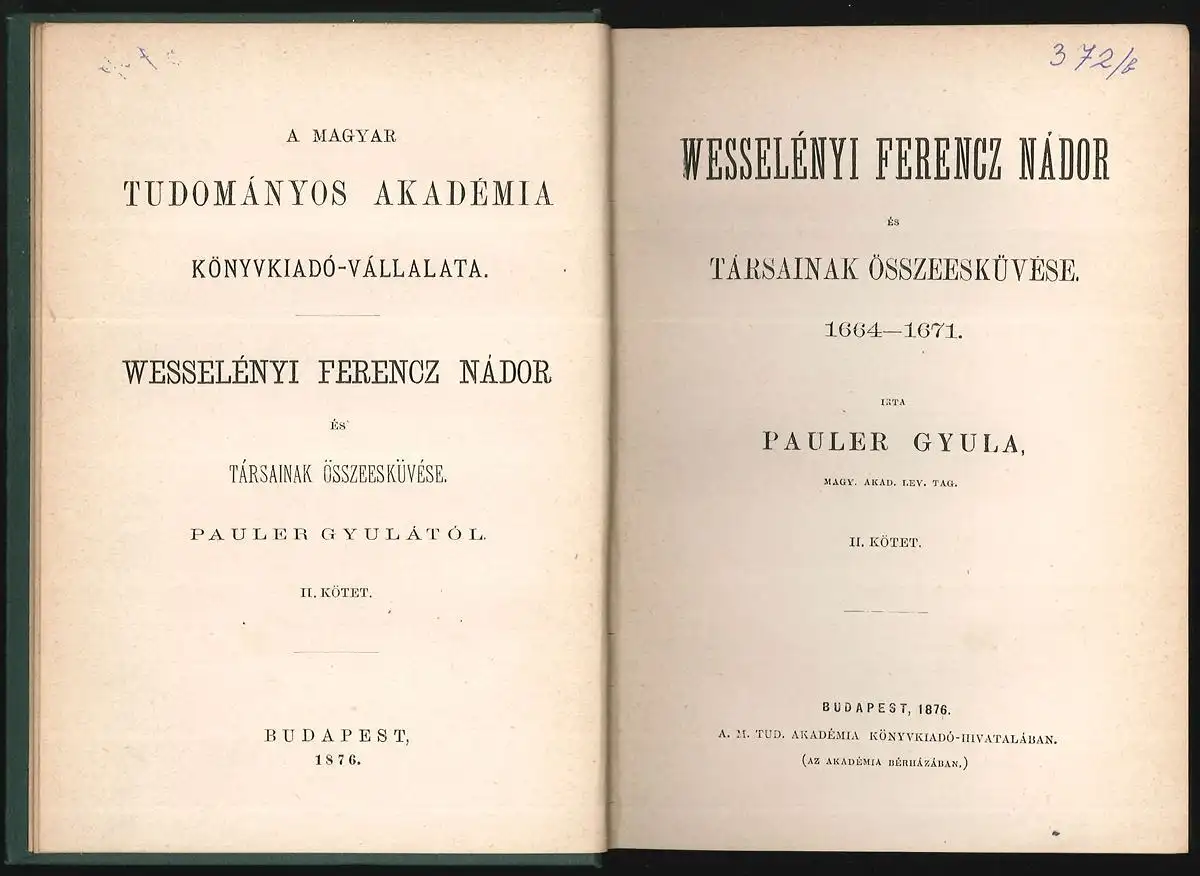 A MAGYAR
TUDOMÁNYOS AKADÉMIA
KÖNYVKIADÓ-VÁLLALATA.
WESSELÉNYI FERENCZ NÁDOR
ÉS
TÁRSAINAK ÖSSZEESKÜVÉSE.
PAULER GYULÁTÓL.
II. KÖTET.
BUDAPEST,
1876.
372/b
WESSELÉNYI FERENCZ NÁDOR
ÉS
TÁRSAINAK ÖSSZEESKÜVÉSE.
1664—1671.
IRTA
PAULER GYULA,
MAGY. AKAD. LEV. TAG.
II. KÖTET.
BUDAPEST, 1876.
A. M. TUD. AKADÉMIA KÖNYVKIADÓ-HIVATALÁBAN.
(AZ AKADÉMIA BÉRHÁZÁBAN.)